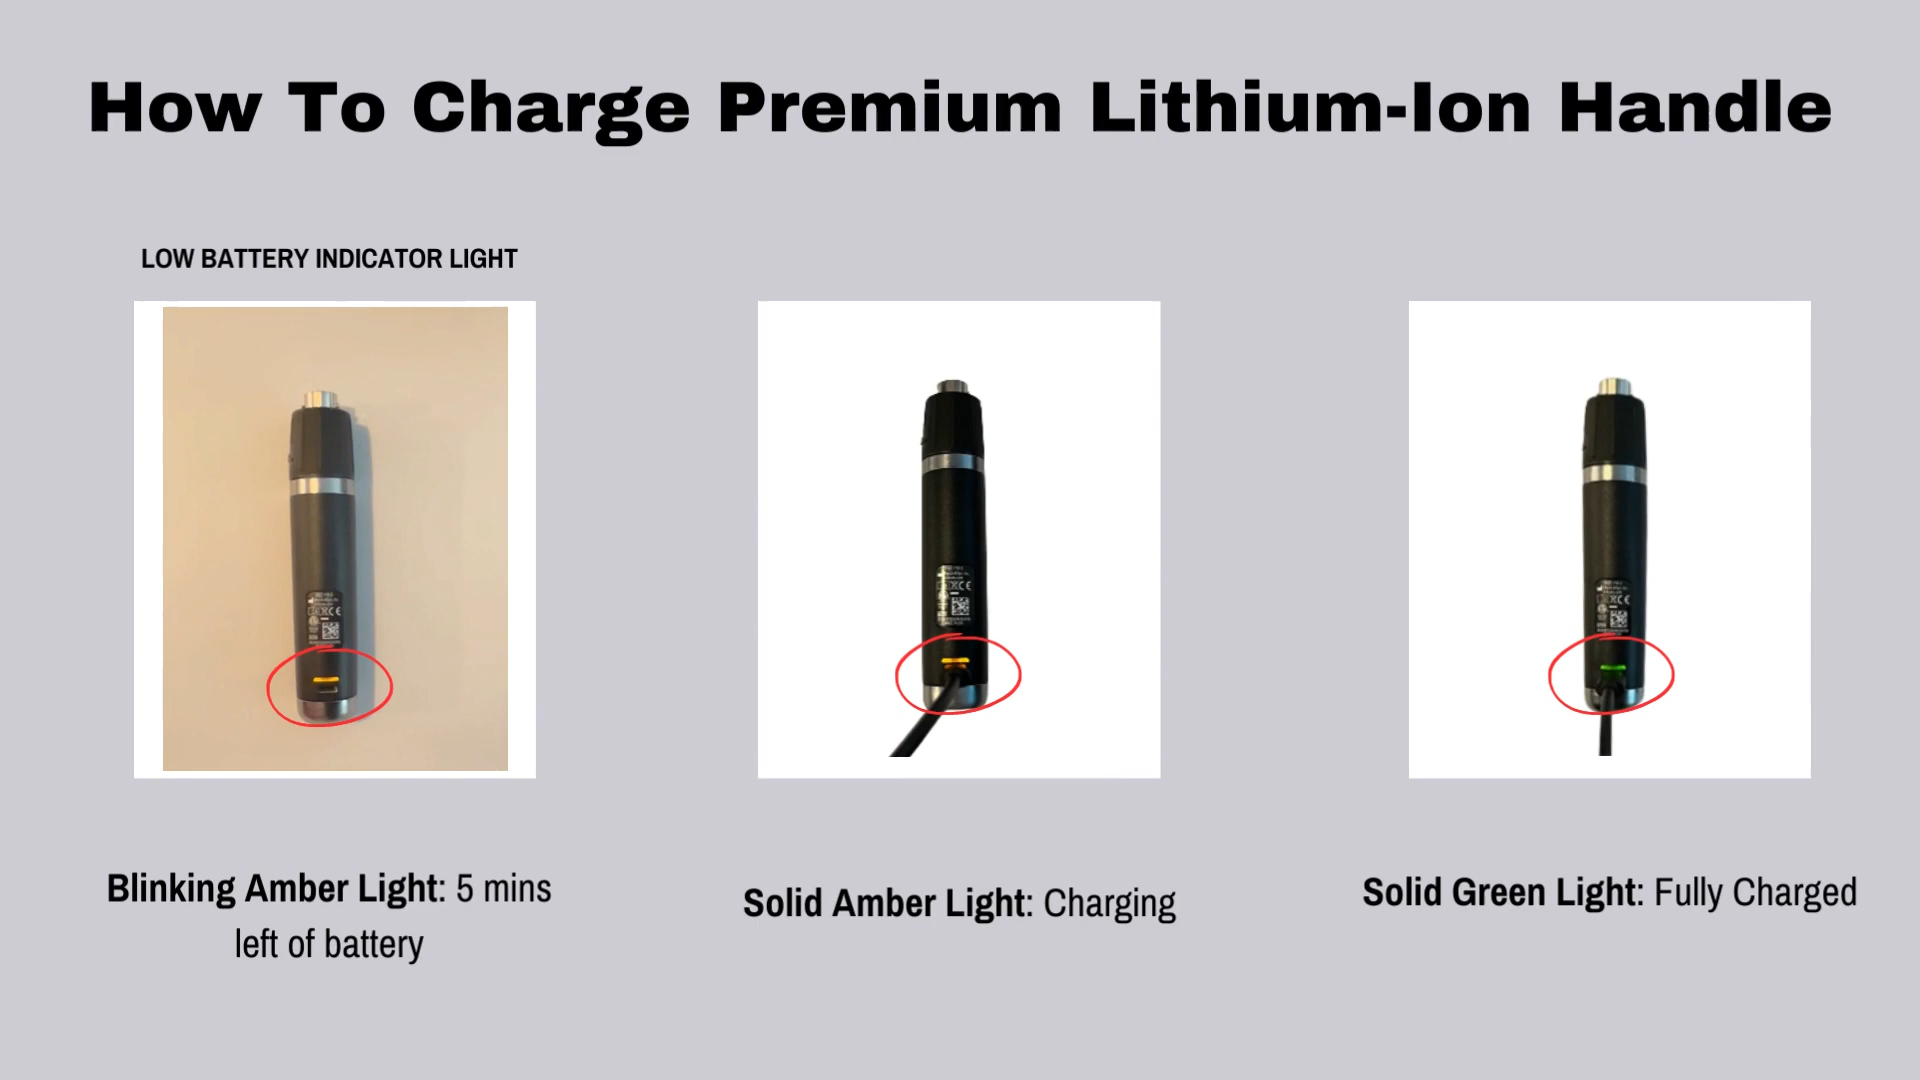 How To Charge Premium Lithium-Ion Handle
LOW BATTERY INDICATOR LIGHT
Blinking Amber Light: 5 mins
left of battery
Solid Amber Light: Charging
Solid Green Light: Fully Charged